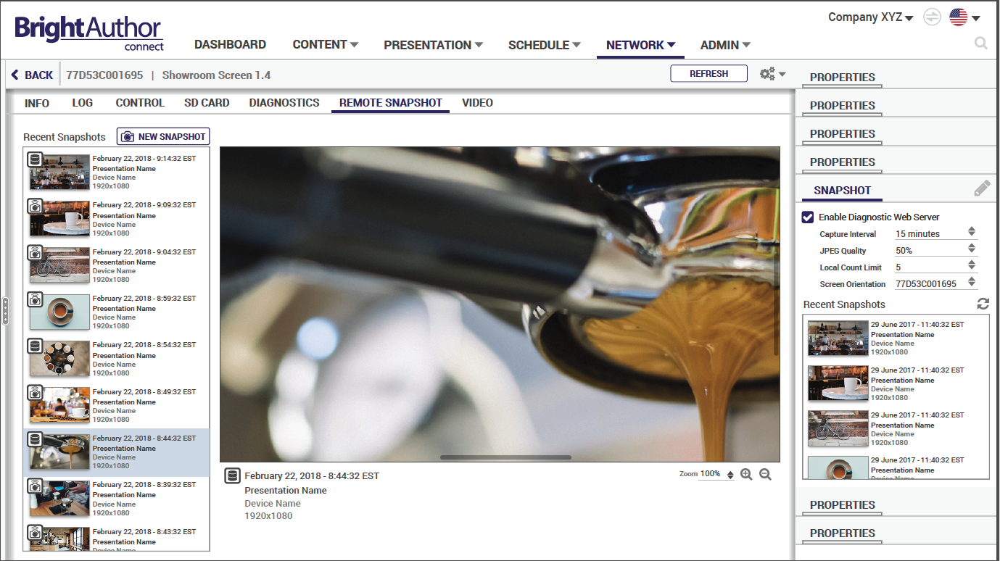 BrightAuthor
connect
Company XYZ
DASHBOARD
CONTENT
PRESENTATION
SCHEDULE
NETWORK
ADMIN
BACK
77D53C001695 | Showroom Screen 1.4
REFRESH
INFO
LOG
CONTROL
SD CARD
DIAGNOSTICS
REMOTE SNAPSHOT
VIDEO
Recent Snapshots
NEW SNAPSHOT
February 22, 2018 - 9:14:32 EST
Presentation Name
Device Name
1920x1080
February 22, 2018 - 9:09:32 EST
Presentation Name
Device Name
1920x1080
February 22, 2018 - 9:04:32 EST
Presentation Name
Device Name
1920x1080
February 22, 2018 - 8:59:32 EST
Presentation Name
Device Name
1920x1080
February 22, 2018 - 8:54:32 EST
Presentation Name
Device Name
1920x1080
February 22, 2018 - 8:49:32 EST
Presentation Name
Device Name
1920x1080
February 22, 2018 - 8:44:32 EST
Presentation Name
Device Name
1920x1080
February 22, 2018 - 8:39:32 EST
Presentation Name
Device Name
1920x1080
February 22, 2018 - 8:43:32 EST
Presentation Name
Device Name
February 22, 2018 - 8:44:32 EST
Presentation Name
Device Name
1920x1080
Zoom 100%
PROPERTIES
PROPERTIES
PROPERTIES
PROPERTIES
SNAPSHOT
Enable Diagnostic Web Server
Capture Interval 15 minutes
JPEG Quality 50%
Local Count Limit 5
Screen Orientation 77D53C001695
Recent Snapshots
29 June 2017 - 11:40:32 EST
Presentation Name
Device Name
1920x1080
29 June 2017 - 11:40:32 EST
Presentation Name
Device Name
1920x1080
29 June 2017 - 11:40:32 EST
Presentation Name
Device Name
1920x1080
29 June 2017 - 11:40:32 EST
Presentation Name
Device Name
PROPERTIES
PROPERTIES